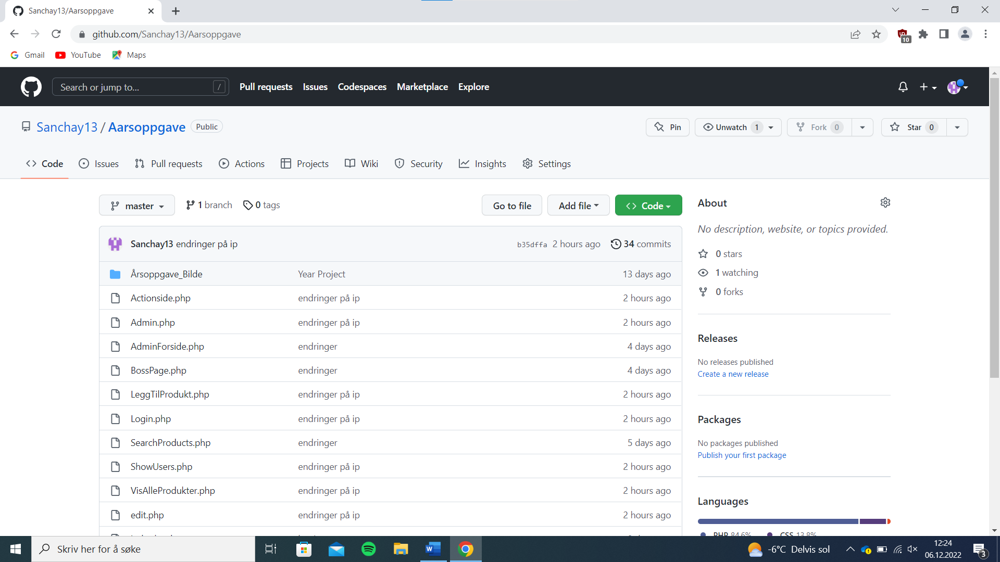 Sanchay13/Aarsoppgave
github.com/Sanchay13/Aarsoppgave
10
Gmail YouTube Maps
Search or jump to... / Pull requests Issues Codespaces Marketplace Explore
Sanchay13 / Aarsoppgave Public Pin Unwatch 1 Fork 0 Star 0
Code Issues Pull requests Actions Projects Wiki Security Insights Settings
master 1 branch 0 tags Go to file Add file Code
Sanchay13 endringer på ip b35dffa 2 hours ago 34 commits
Årsoppgave_Bilde Year Project 13 days ago
Actionside.php endringer på ip 2 hours ago
Admin.php endringer på ip 2 hours ago
AdminForside.php endringer 4 days ago
BossPage.php endringer 4 days ago
LeggTilProdukt.php endringer på ip 2 hours ago
Login.php endringer på ip 2 hours ago
SearchProducts.php endringer 5 days ago
ShowUsers.php endringer på ip 2 hours ago
VisAlleProdukter.php endringer på ip 2 hours ago
edit.php endringer på ip 2 hours ago
About
No description, website, or topics provided.
0 stars
1 watching
0 forks
Releases
No releases published
Create a new release
Packages
No packages published
Publish your first package
Languages
PHP 84.6% CSS 13.8%
Skriv her for å søke
-6°C Delvis sol
12:24
06.12.2022
3